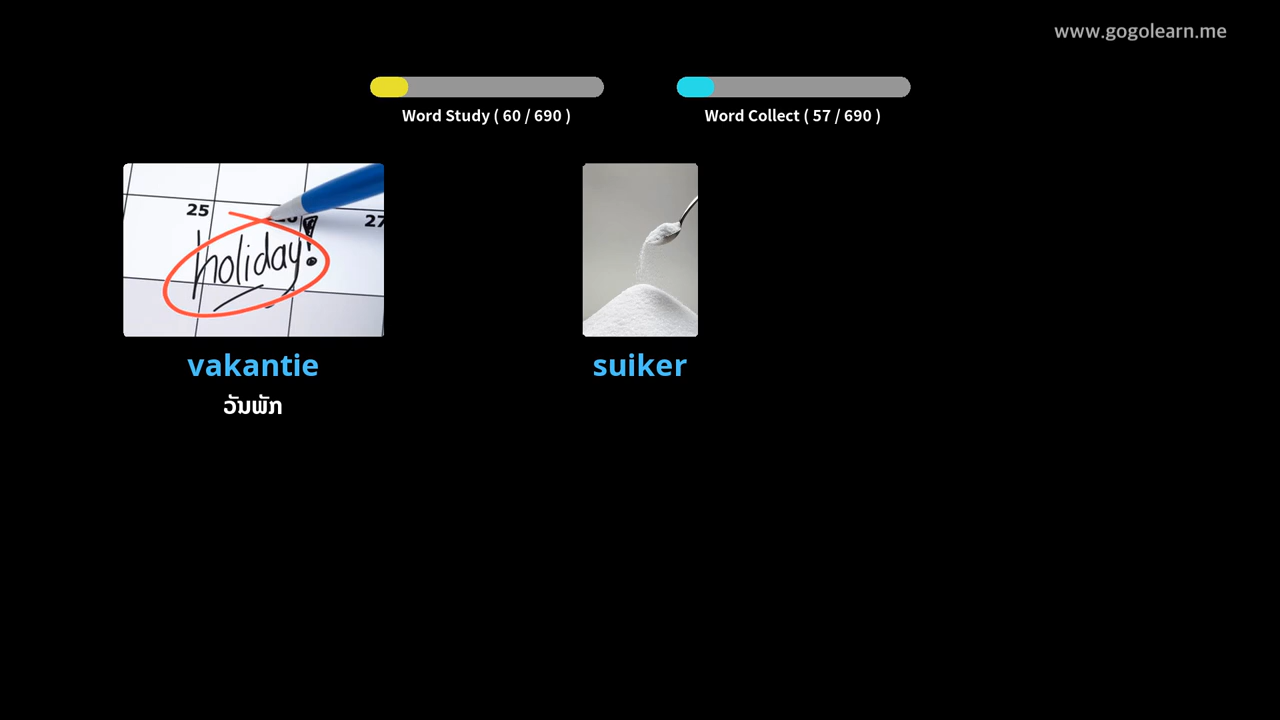 www.gogolearn.me
Word Study ( 60 / 690 )
Word Collect ( 57 / 690 )
25
27
holiday!
vakantie
suiker
ວັນພັກ